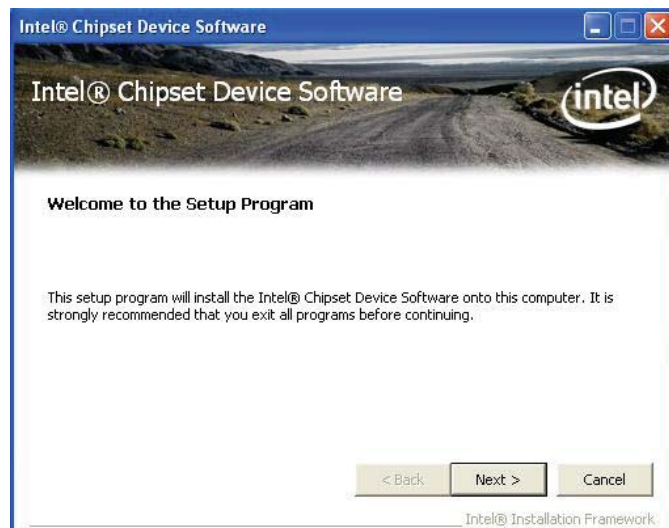 Intel® Chipset Device Software
Intel® Chipset Device Software
intel
Welcome to the Setup Program
This setup program will install the Intel® Chipset Device Software onto this computer. It is
strongly recommended that you exit all programs before continuing.
< Back Next > Cancel
Intel® Installation Framework